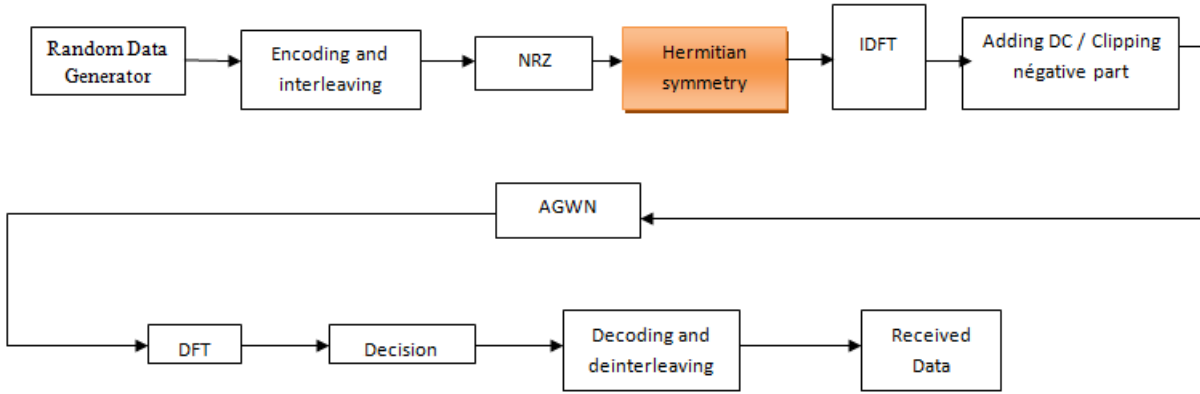 Random Data
Generator
Encoding and
interleaving
NRZ
Hermitian
symmetry
IDFT
Adding DC / Clipping
négative part
AGWN
DFT
Decision
Decoding and
deinterleaving
Received
Data